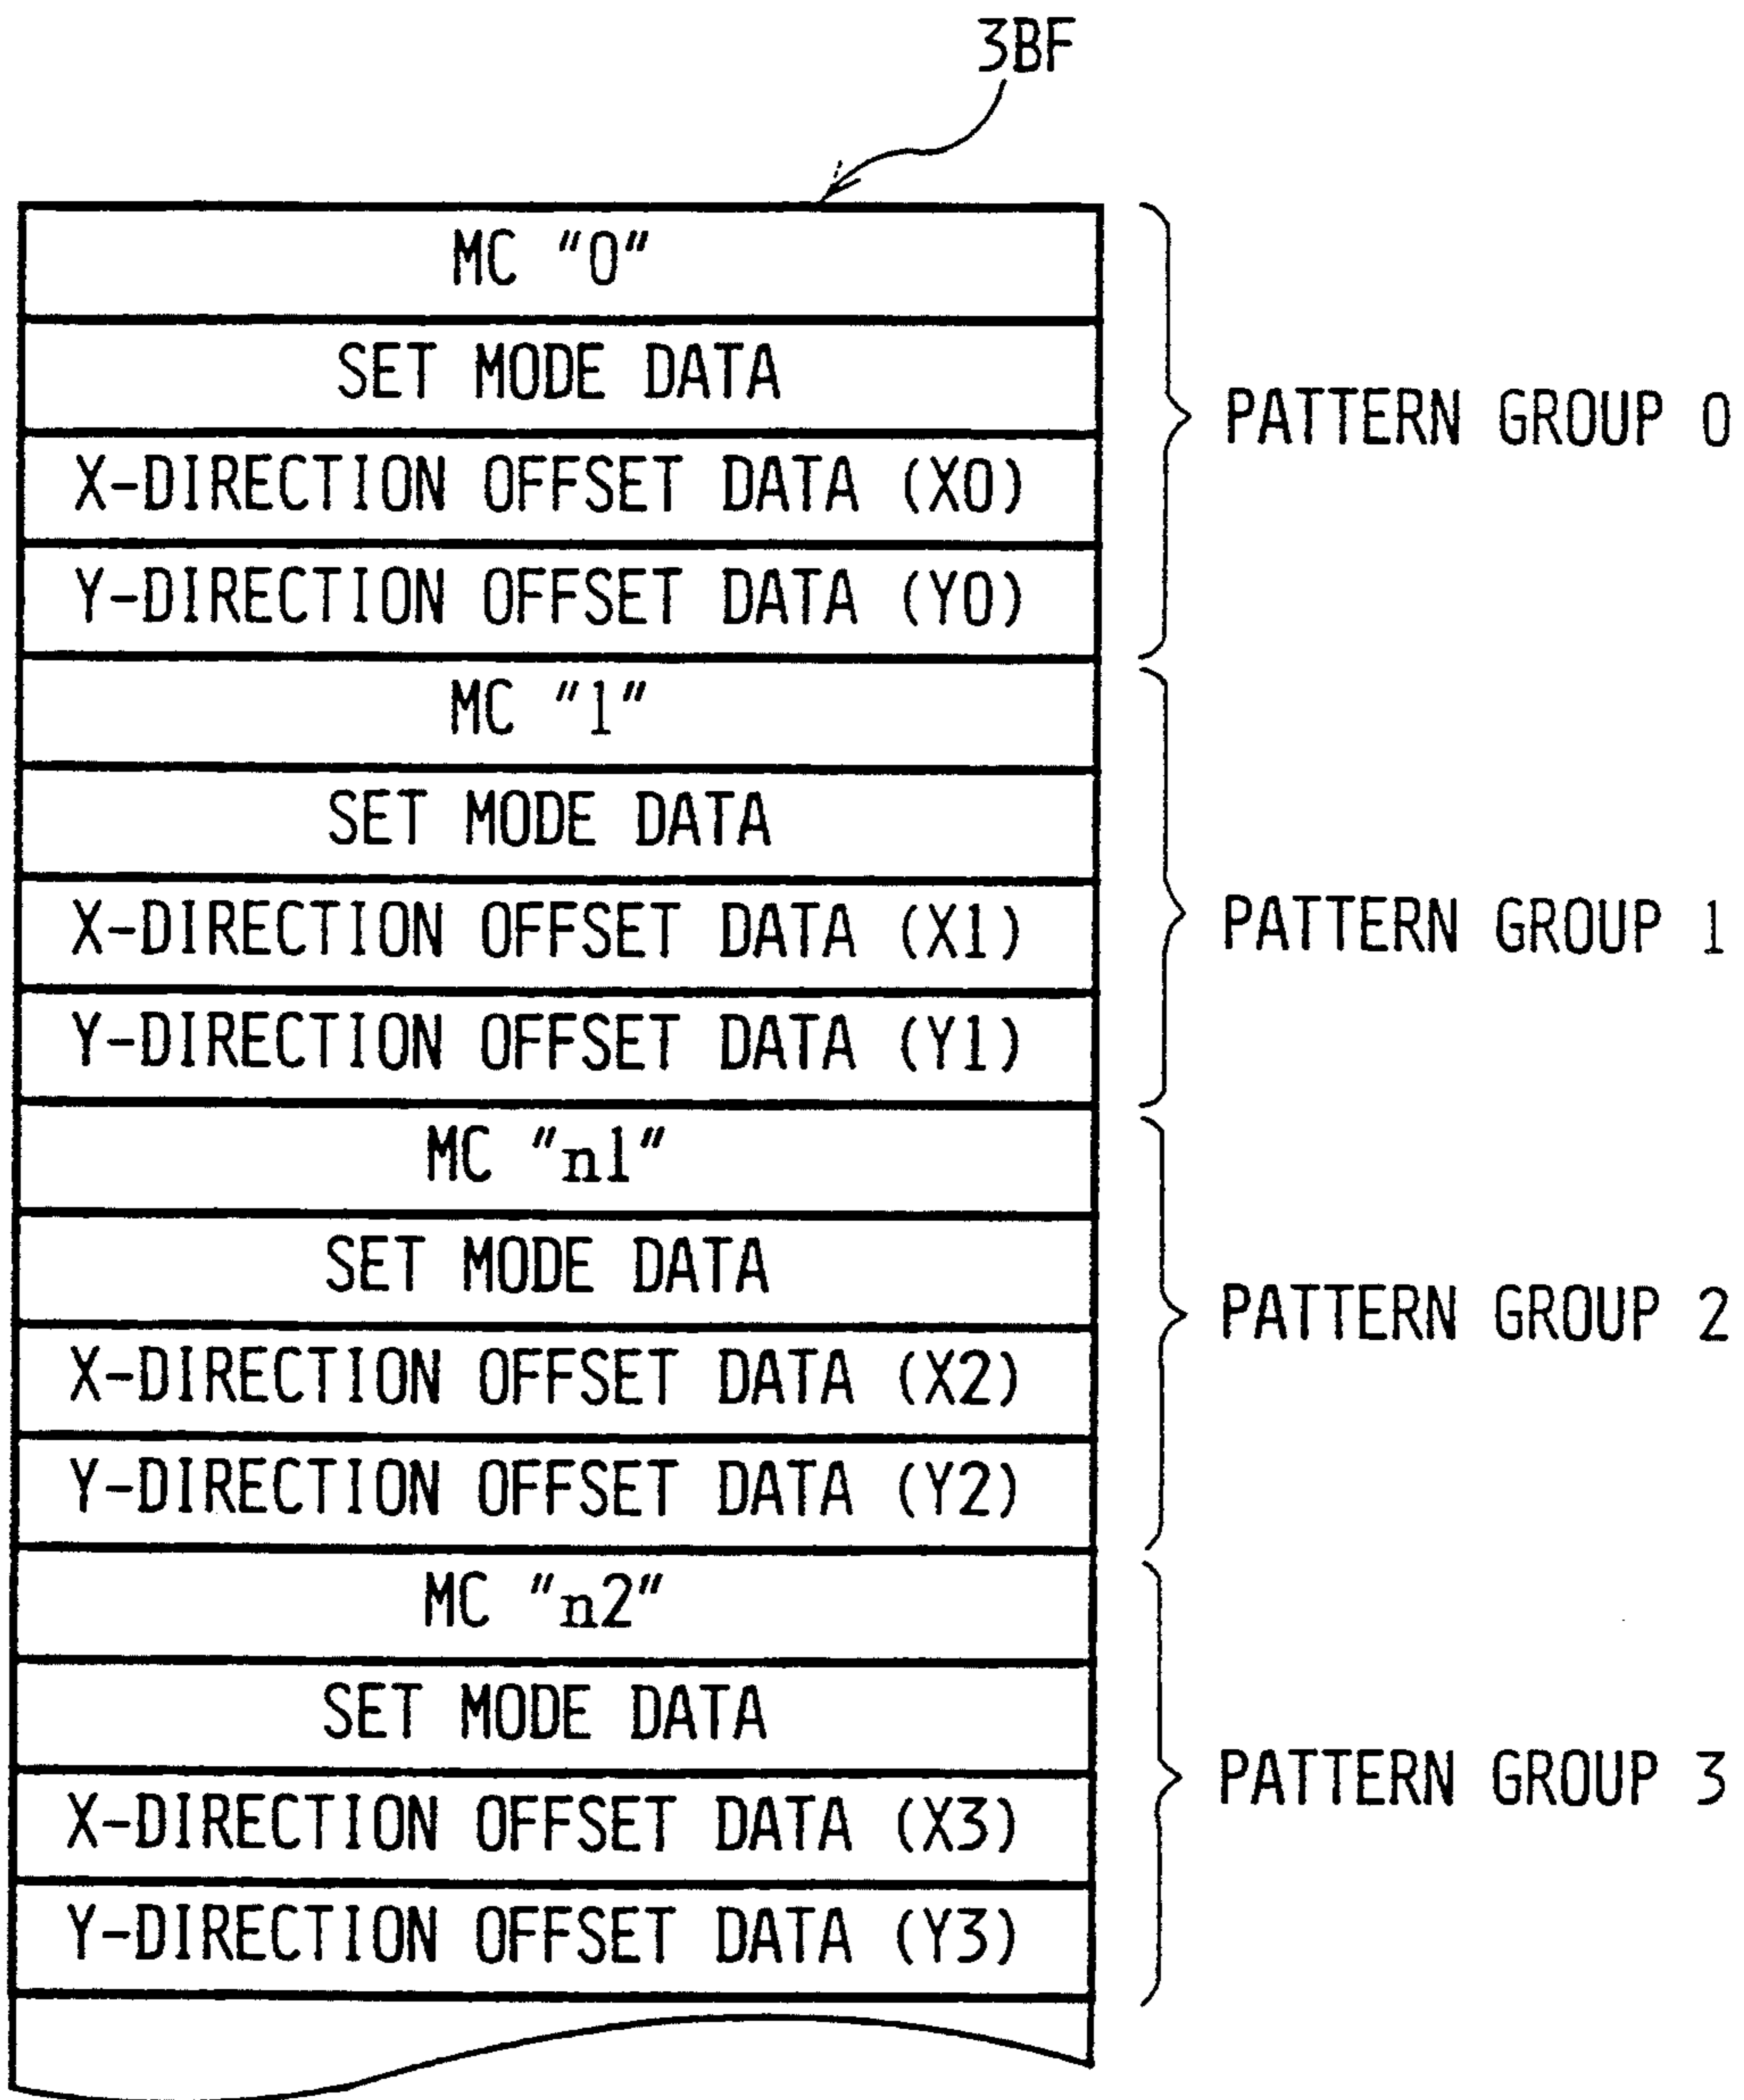 3BF
MC "0"
SET MODE DATA
X-DIRECTION OFFSET DATA (X0)
Y-DIRECTION OFFSET DATA (Y0)
PATTERN GROUP 0
MC "1"
SET MODE DATA
X-DIRECTION OFFSET DATA (X1)
Y-DIRECTION OFFSET DATA (Y1)
PATTERN GROUP 1
MC "n1"
SET MODE DATA
X-DIRECTION OFFSET DATA (X2)
Y-DIRECTION OFFSET DATA (Y2)
PATTERN GROUP 2
MC "n2"
SET MODE DATA
X-DIRECTION OFFSET DATA (X3)
Y-DIRECTION OFFSET DATA (Y3)
PATTERN GROUP 3